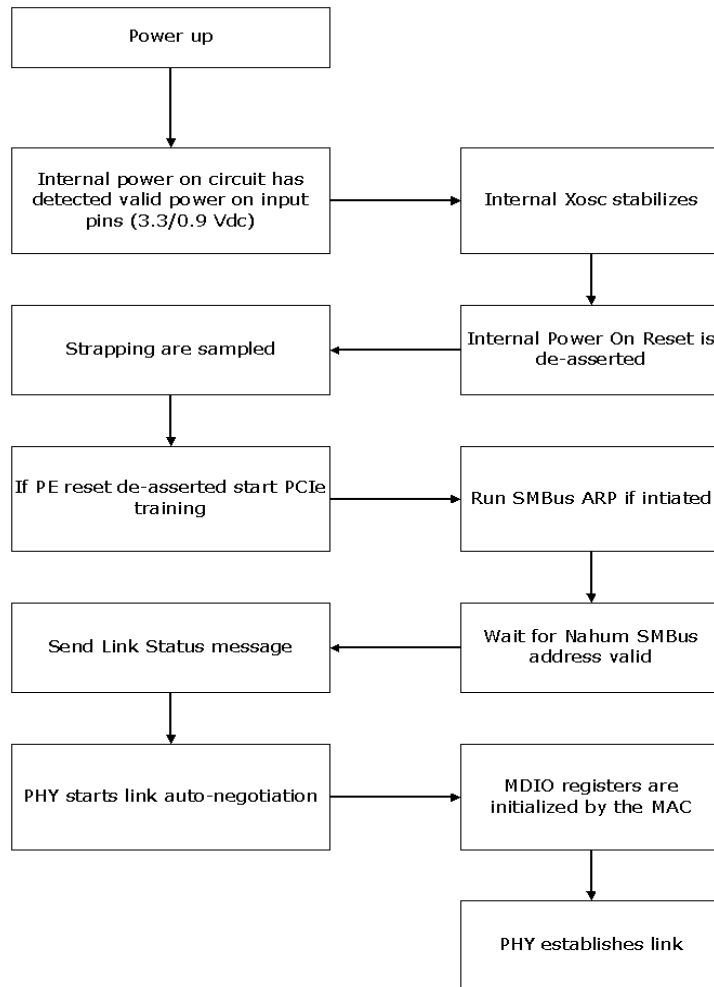 Power up
Internal power on circuit has
detected valid power on input
pins (3.3/0.9 Vdc)
Internal Xosc stabilizes
Internal Power On Reset is
de-asserted
Strapping are sampled
If PE reset de-asserted start PCIe
training
Run SMBus ARP if intiated
Wait for Nahum SMBus
address valid
Send Link Status message
PHY starts link auto-negotiation
MDIO registers are
initialized by the MAC
PHY establishes link